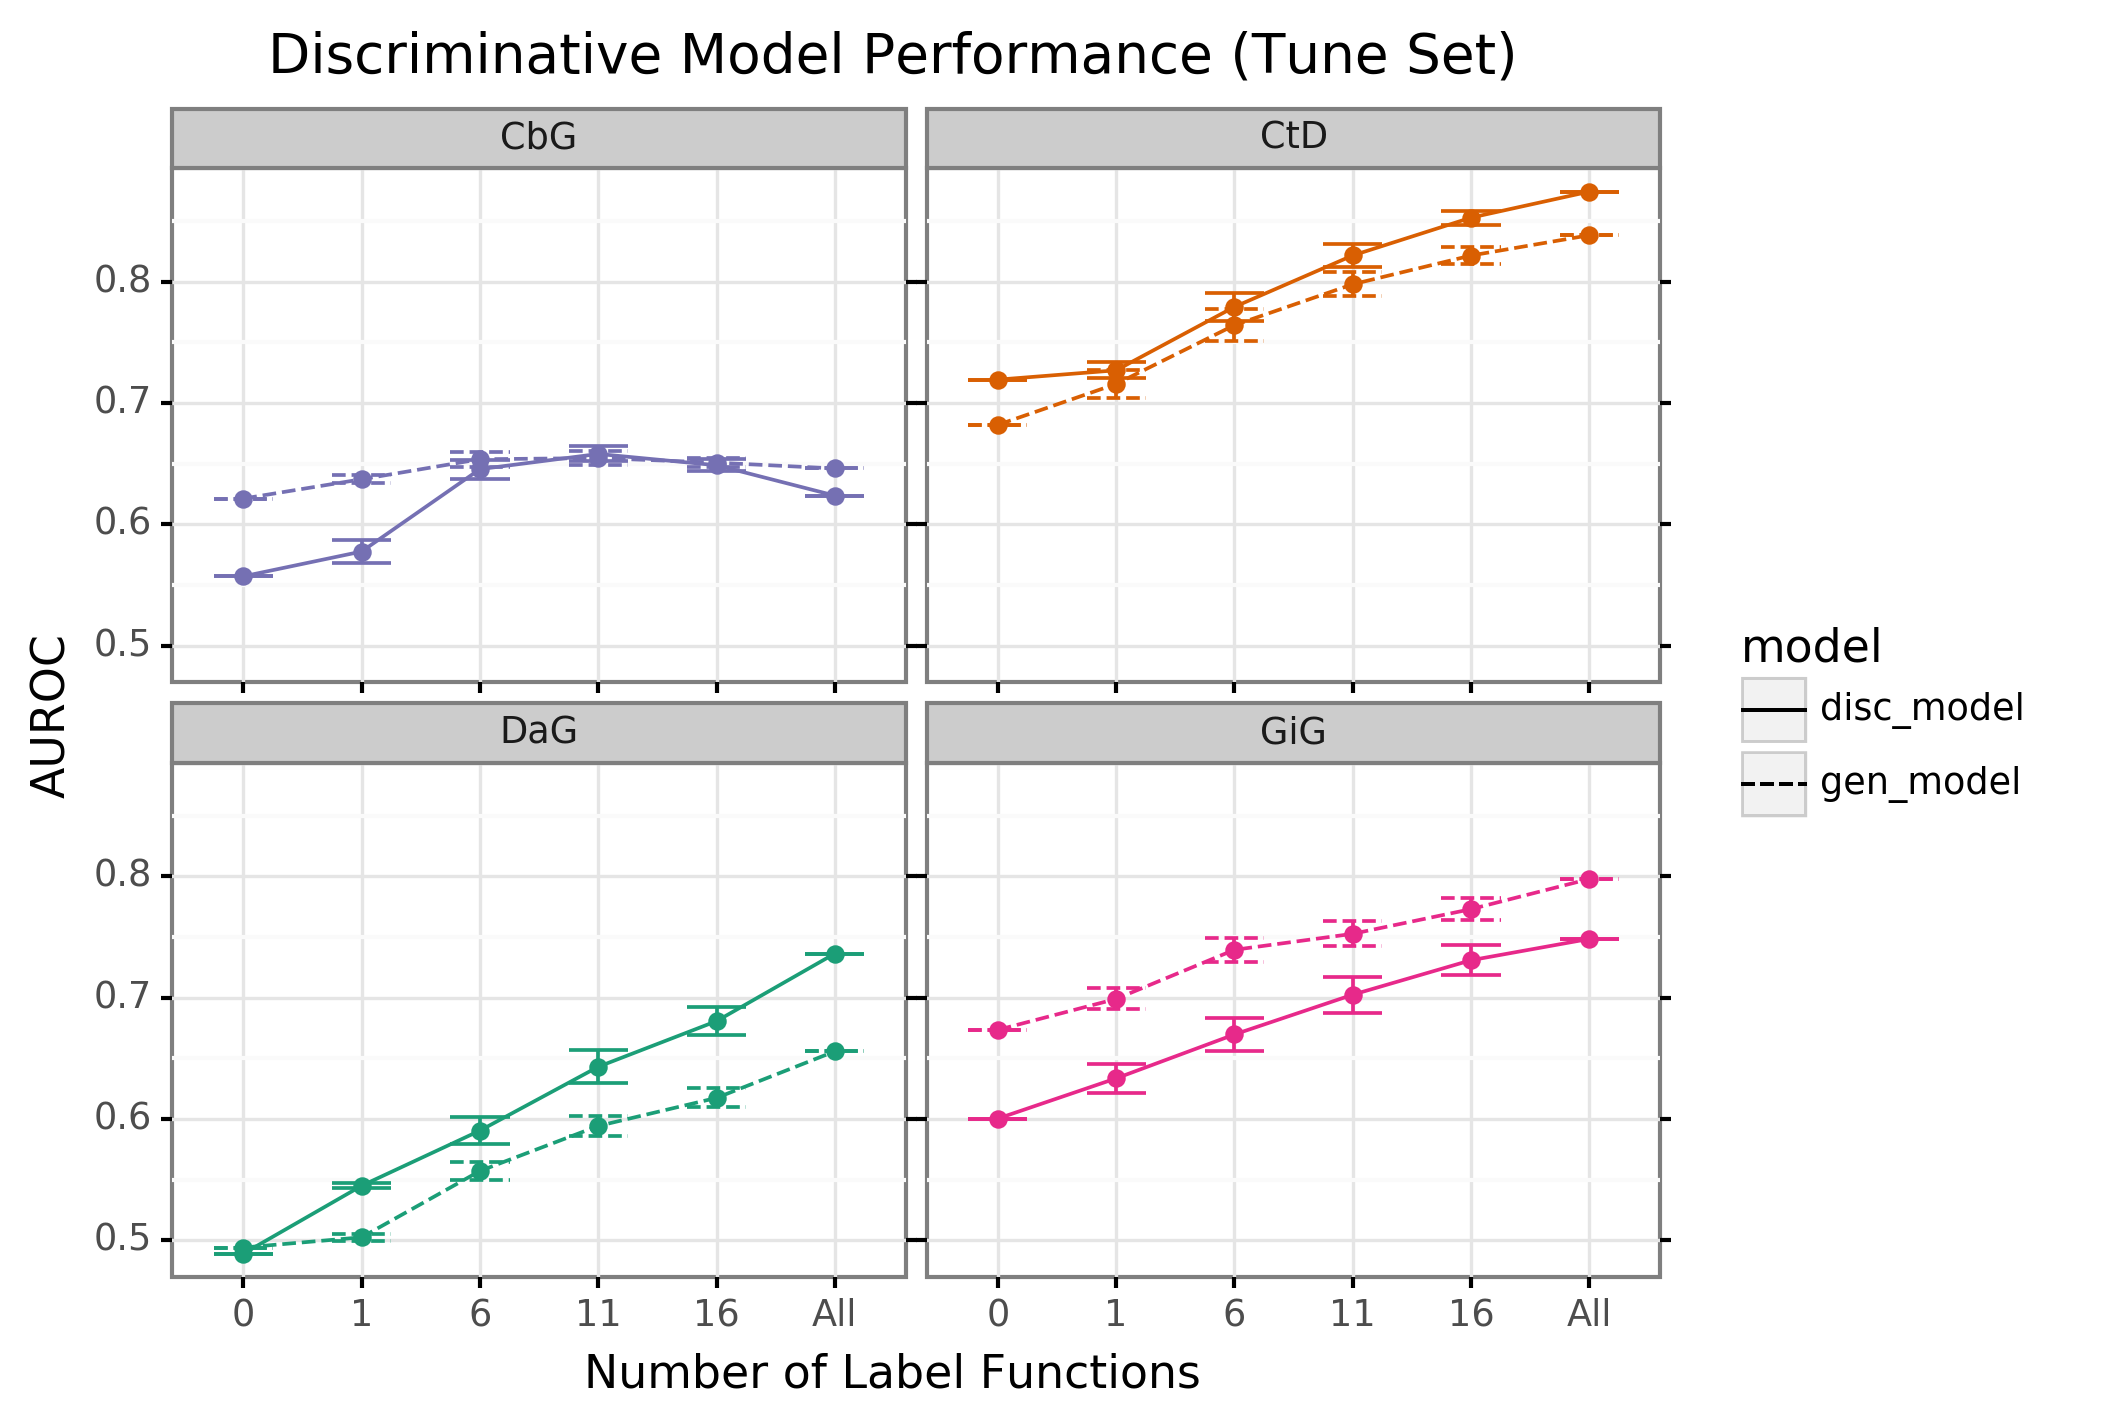 Discriminative Model Performance (Tune Set)
CbG
CtD
0.8
0.7
0.6
0.5
DaG
GiG
0.8
0.7
0.6
0.5
0 1 6 11 16 All
0 1 6 11 16 All
Number of Label Functions
AUROC
model
disc_model
gen_model